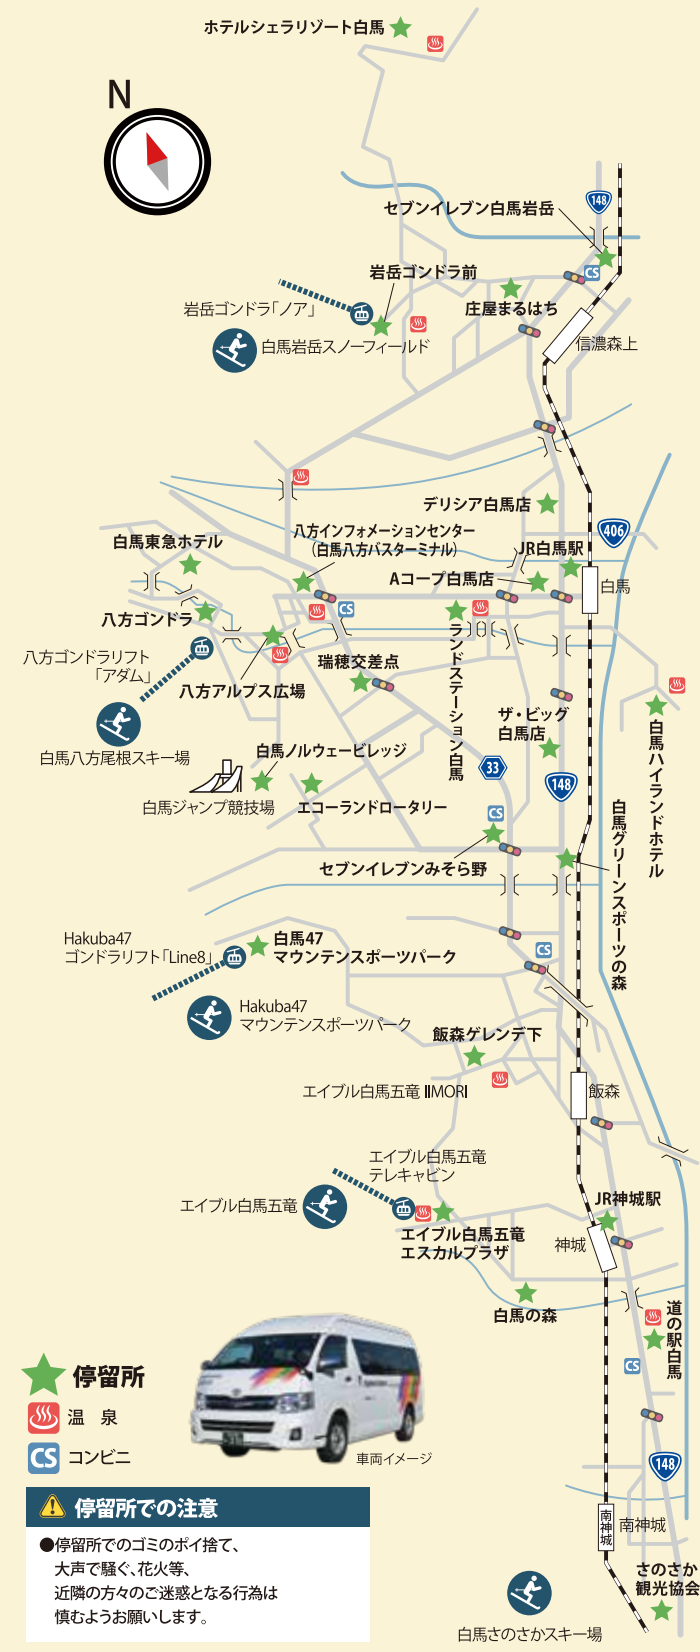 ホテルシェラリゾート白馬
N
148
セブンイレブン白馬岩岳
CS
岩岳ゴンドラ前
庄屋まるはち
岩岳ゴンドラ「ノア」
白馬岩岳スノーフィールド
信濃森上
デリシア白馬店
406
白馬東急ホテル
八方インフォメーションセンター
（白馬八方バスターミナル）
JR白馬駅
Aコープ白馬店
白馬
CS
八方ゴンドラ
八方ゴンドラリフト
「アダム」
八方アルプス広場
瑞穂交差点
ランドステーション白馬
白馬八方尾根スキー場
ザ・ビッグ
白馬店
白馬ハイランドホテル
白馬ノルウェービレッジ
33
148
白馬ジャンプ競技場
エコーランドロータリー
CS
白馬グリーンスポーツの森
セブンイレブンみそら野
Hakuba47
ゴンドラリフト「Line8」
白馬47
マウンテンスポーツパーク
CS
Hakuba47
マウンテンスポーツパーク
飯森ゲレンデ下
エイブル白馬五竜 IIMORI
飯森
エイブル白馬五竜
テレキャビン
エイブル白馬五竜
JR神城駅
エイブル白馬五竜
エスカルプラザ
神城
白馬の森
道の駅白馬
CS
停留所
温 泉
CS コンビニ
車両イメージ
148
停留所での注意
●停留所でのゴミのポイ捨て、
大声で騒ぐ、花火等、
近隣の方々のご迷惑となる行為は
慎むようお願いします。
南神城
南神城
さのさか
観光協会
白馬さのさかスキー場